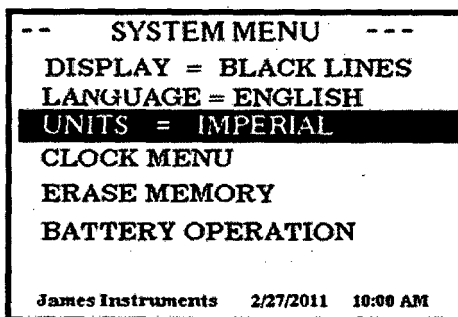 -- SYSTEM MENU ---
DISPLAY = BLACK LINES
LANGUAGE = ENGLISH
UNITS = IMPERIAL
CLOCK MENU
ERASE MEMORY
BATTERY OPERATION
James Instruments 2/27/2011 10:00 AM